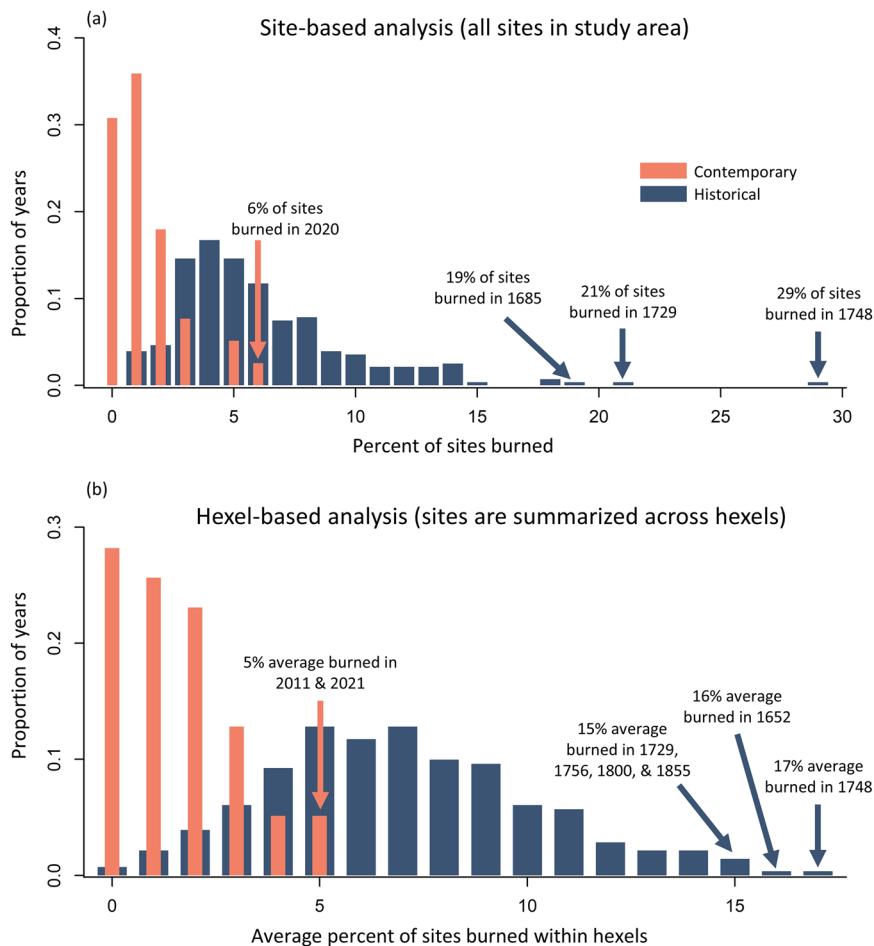 (a)
Site-based analysis (all sites in study area)
0.4
0.3
0.2
0.1
0.0
Proportion of years
Contemporary
Historical
6% of sites
burned in 2020
19% of sites
burned in 1685
21% of sites
burned in 1729
29% of sites
burned in 1748
0 5 10 15 20 25 30
Percent of sites burned
(b)
Hexel-based analysis (sites are summarized across hexels)
0.3
0.2
0.1
0.0
Proportion of years
5% average burned in
2011 & 2021
15% average
burned in 1729,
1756, 1800, & 1855
16% average
burned in 1652
17% average
burned in 1748
0 5 10 15
Average percent of sites burned within hexels